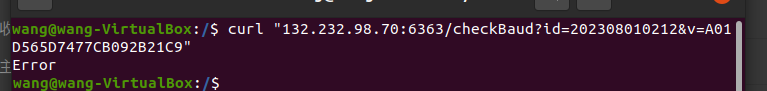 wang@wang-VirtualBox:/$ curl "132.232.98.70:6363/checkBaud?id=202308010212&v=A01
D565D7477CB092B21C9"
Error
wang@wang-VirtualBox:/$